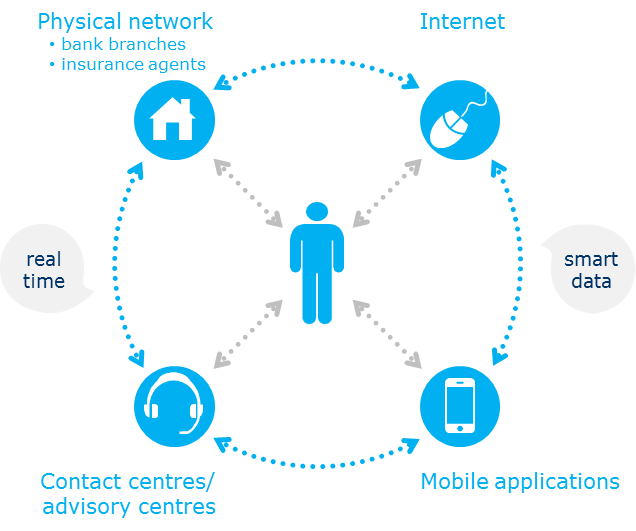 Physical network
• bank branches
• insurance agents
Internet
real
time
smart
data
Contact centres/
advisory centres
Mobile applications